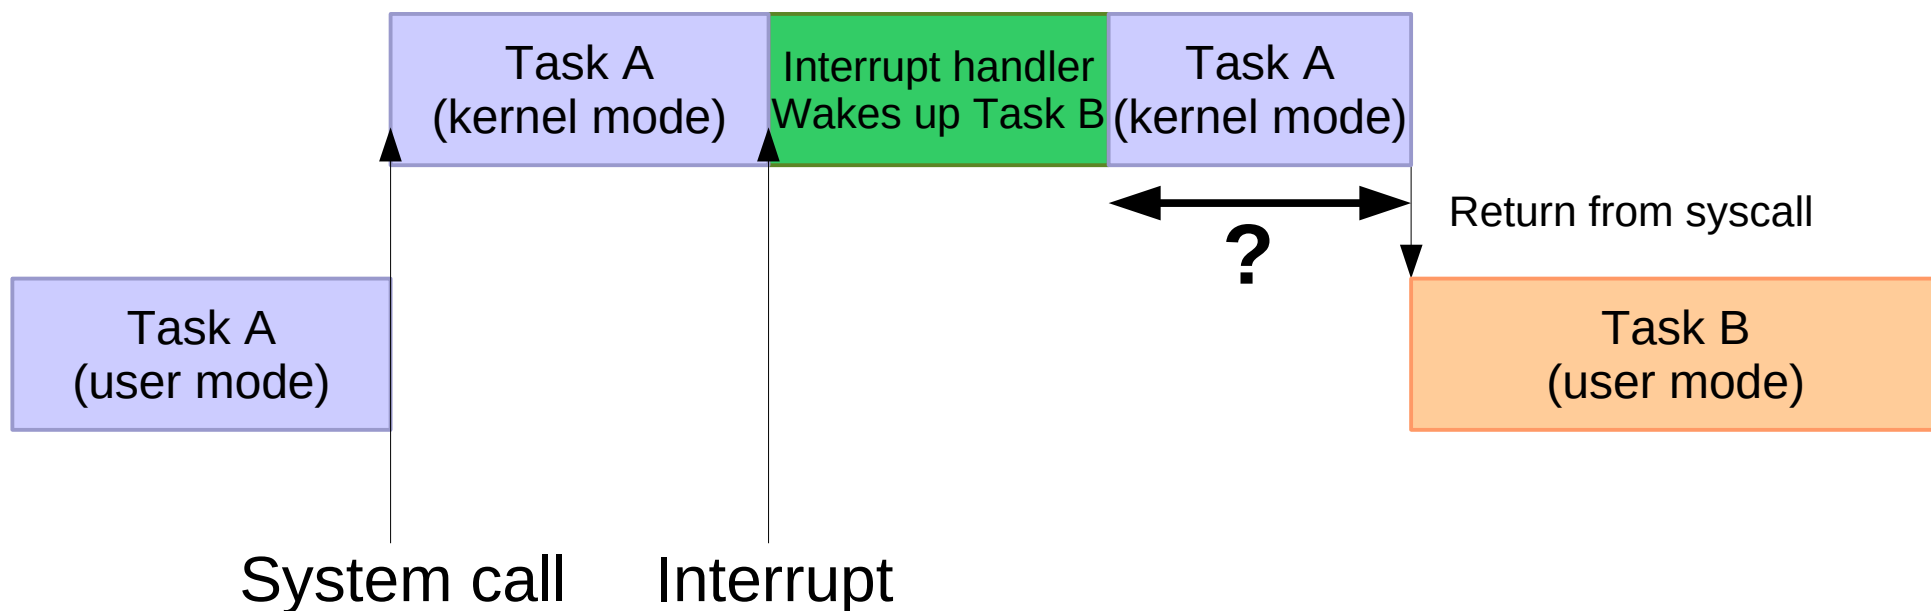 Task A
(kernel mode)
Interrupt handler
Wakes up Task B
Task A
(kernel mode)
?
Return from syscall
Task A
(user mode)
Task B
(user mode)
System call
Interrupt